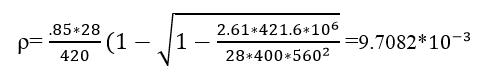 ρ= .85*28/420 (1 − √(1 − 2.61*421.6*10⁶/28*400*560²) =9.7082*10⁻³